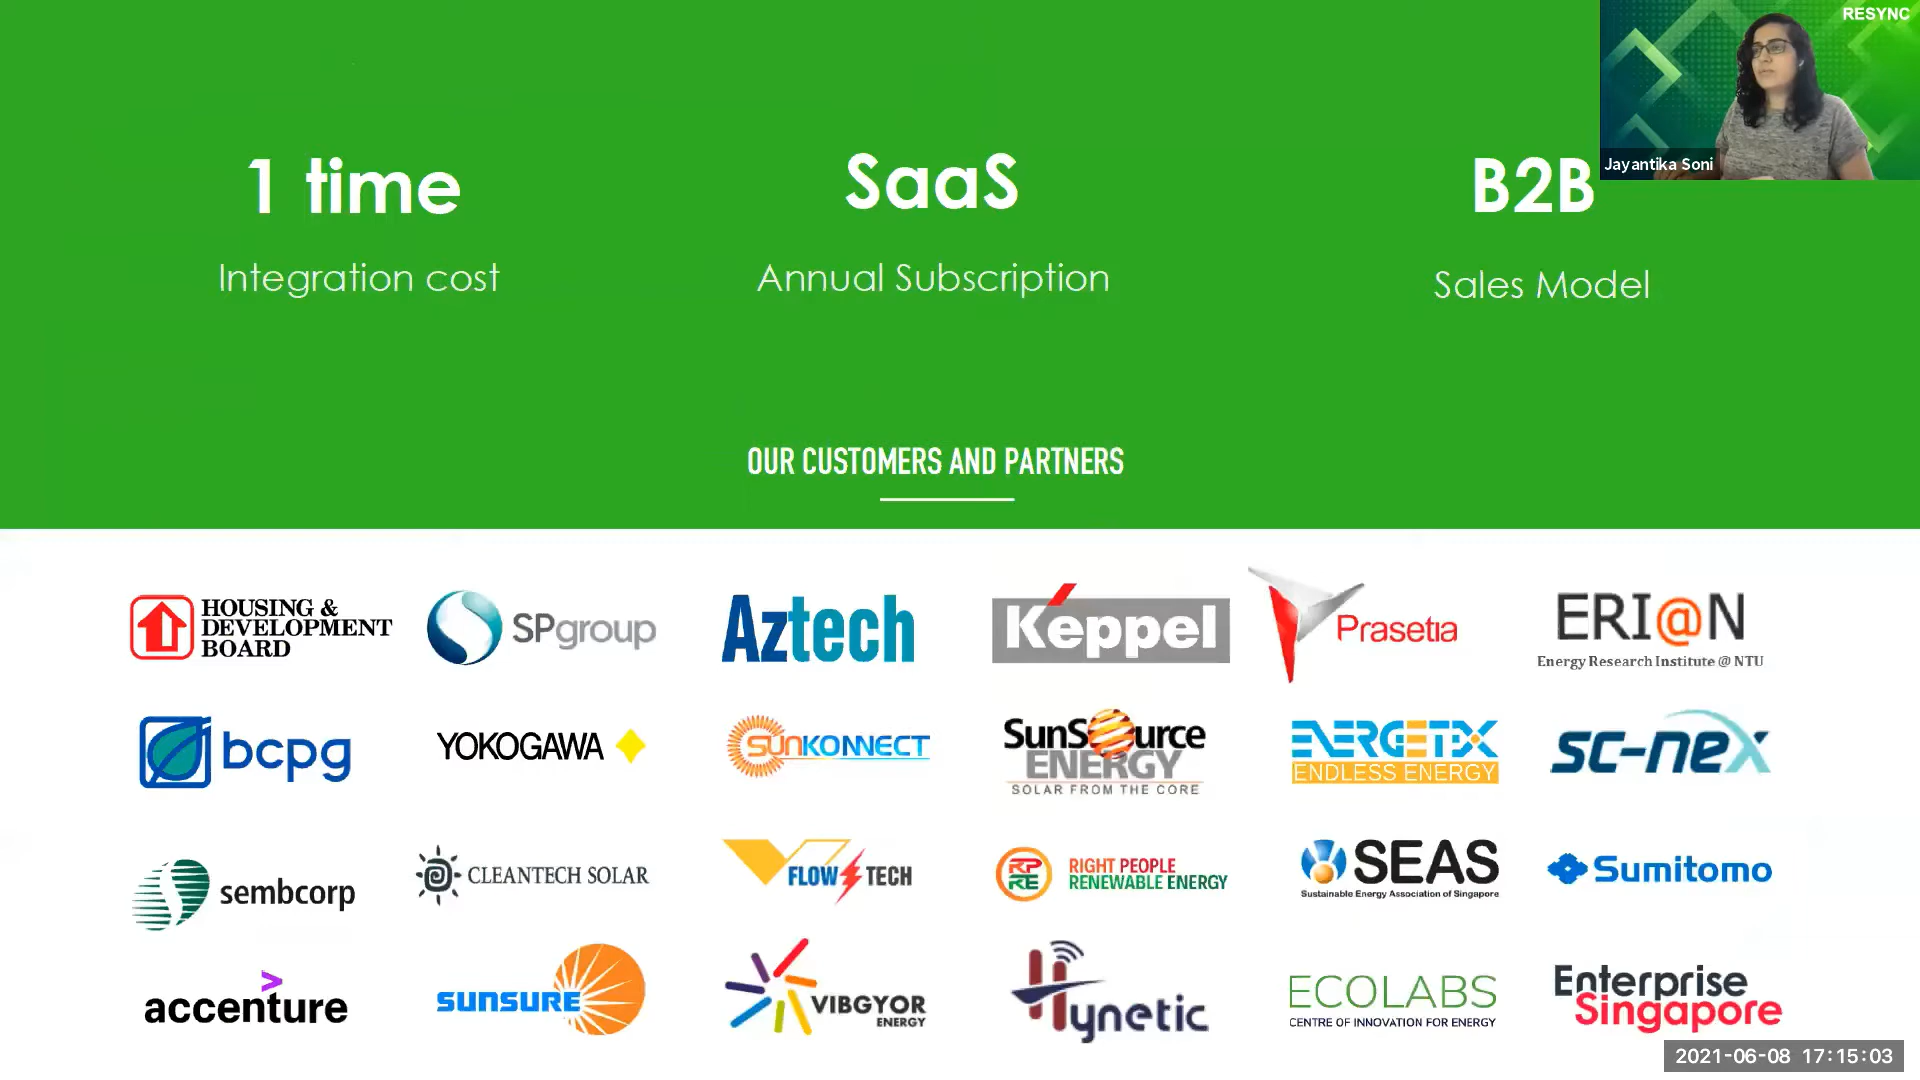 RESYNC
Jayantika Soni
1 time
Integration cost
SaaS
Annual Subscription
B2B
Sales Model
OUR CUSTOMERS AND PARTNERS
HOUSING &
DEVELOPMENT
BOARD
SPgroup
Aztech
Keppel
Prasetia
ERI@N
Energy Research Institute @ NTU
bcpg
YOKOGAWA
SUNKONNECT
SunSource
ENERGY
SOLAR FROM THE CORE
ENERGETIX
ENDLESS ENERGY
sc-nex
sembcorp
CLEANTECH SOLAR
FLOW TECH
RP
RE
RIGHT PEOPLE
RENEWABLE ENERGY
SEAS
Sustainable Energy Association of Singapore
Sumitomo
accenture
SUNSURE
VIBGYOR
ENERGY
Hynetic
ECOLABS
CENTRE OF INNOVATION FOR ENERGY
Enterprise
Singapore
2021-06-08 17:15:03